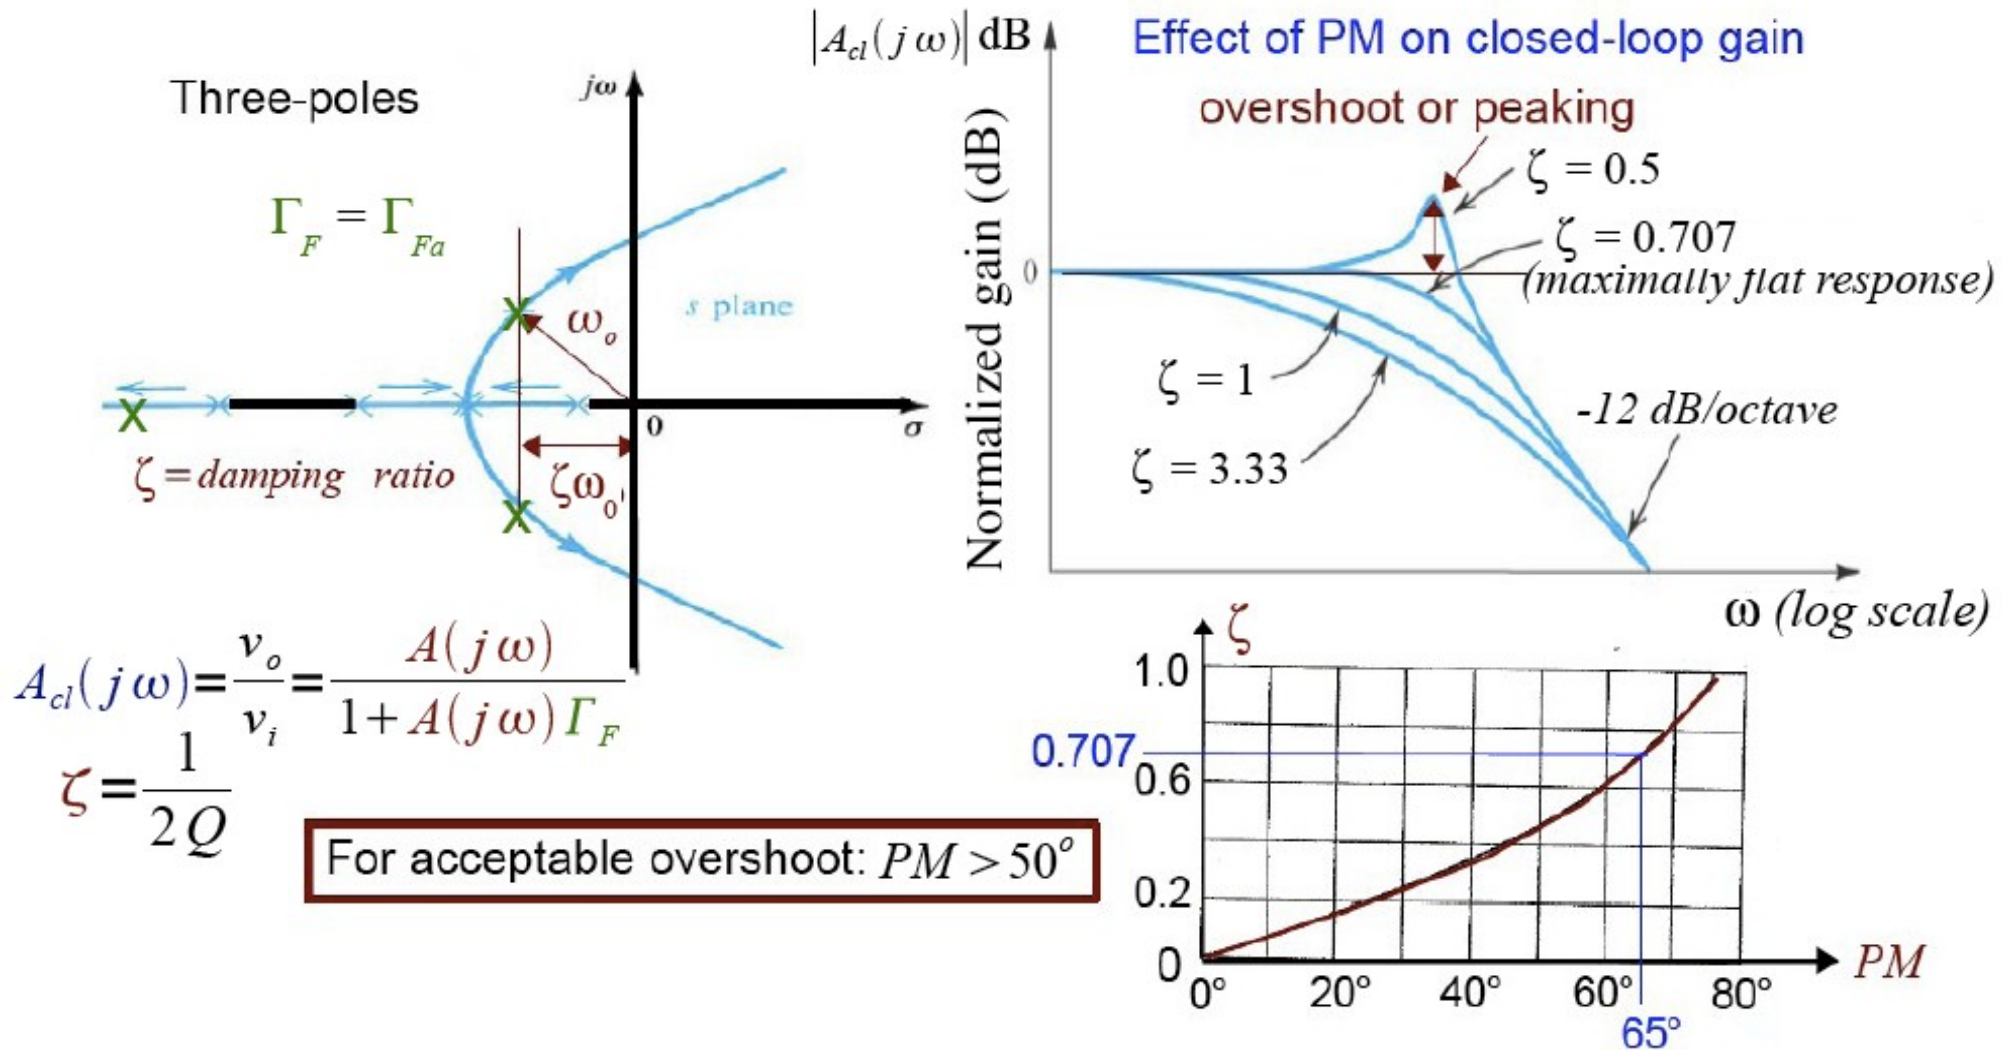 |A_cl(jω)| dB
Effect of PM on closed-loop gain
Three-poles
jω
overshoot or peaking
ζ = 0.5
Γ_F = Γ_Fa
ζ = 0.707
(maximally flat response)
Normalized gain (dB)
0
s plane
ω_o
ζ = 1
ζ = 3.33
-12 dB/octave
0
σ
ζ = damping ratio
ζω_0
ω (log scale)
A_cl(jω) = v_o / v_i = A(jω) / 1 + A(jω) Γ_F
ζ = 1 / 2Q
For acceptable overshoot: PM > 50°
ζ
1.0
0.707
0.6
0.2
0
0° 20° 40° 60° 80°
PM
65°